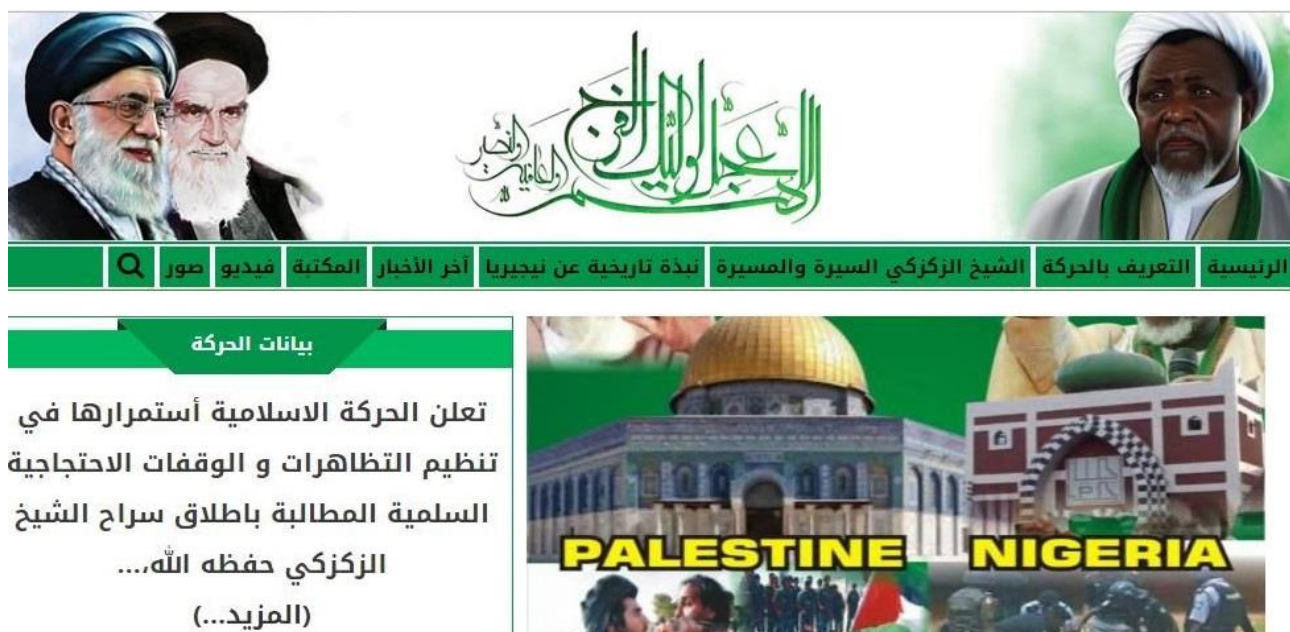 اللهم عجل لوليك الفرج
والعافية والنصر
الرئيسية التعريف بالحركة الشيخ الزكزكي السيرة والمسيرة نبذة تاريخية عن نيجيريا آخر الأخبار المكتبة فيديو صور
بيانات الحركة
تعلن الحركة الاسلامية أستمرارها في
تنظيم التظاهرات و الوقفات الاحتجاجية
السلمية المطالبة باطلاق سراح الشيخ
الزكزكي حفظه الله،...
(المزيد...)
PALESTINE NIGERIA